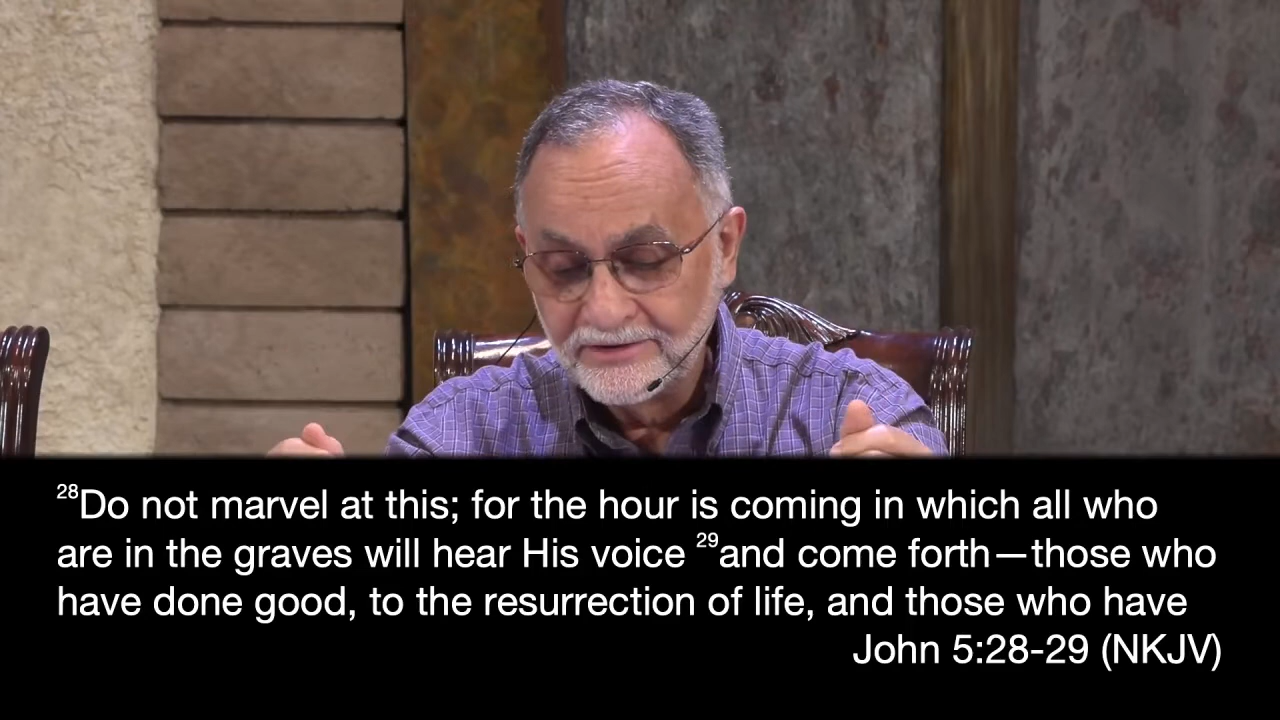 28Do not marvel at this; for the hour is coming in which all who
are in the graves will hear His voice 29and come forth—those who
have done good, to the resurrection of life, and those who have
John 5:28-29 (NKJV)